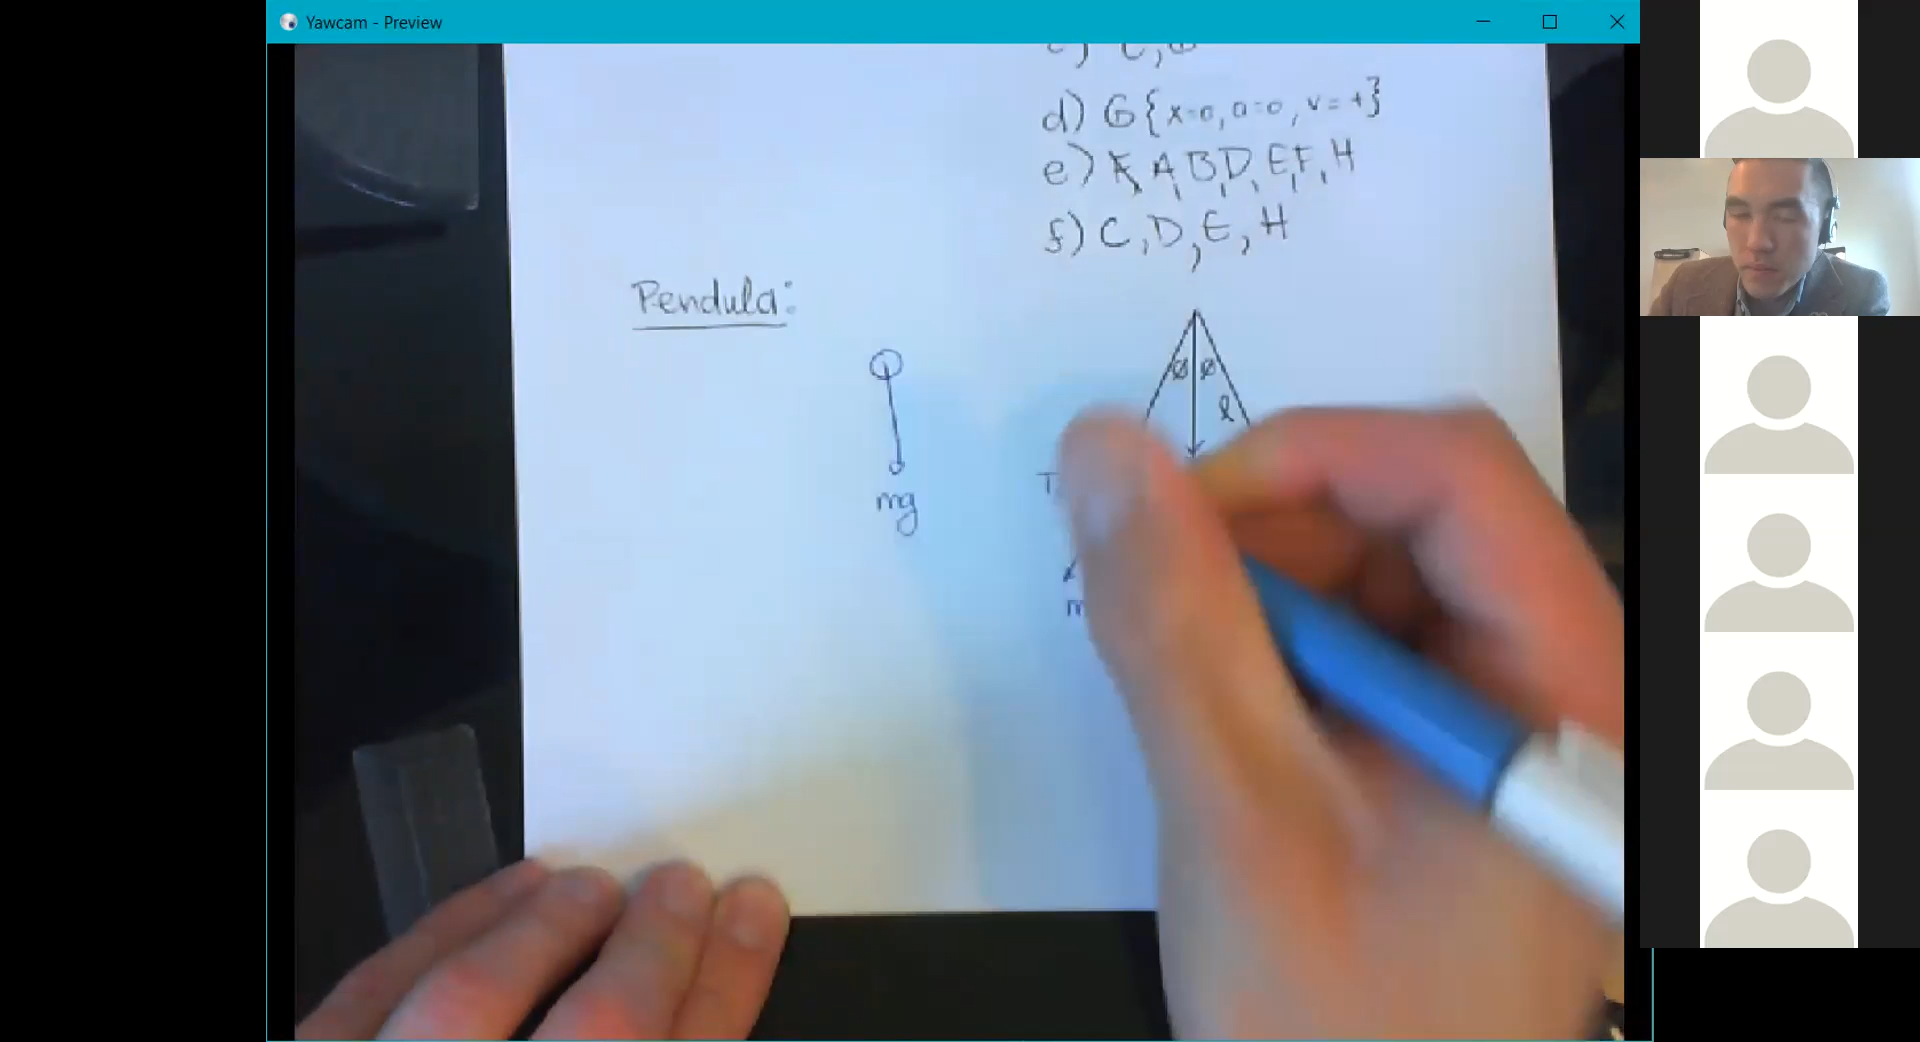 Yawcam - Preview
d) G{x=0, a=0, v=+}
e) A, B, D, E, F, H
f) C, D, E, H
Pendula:
ø ø
l
mg
T
m